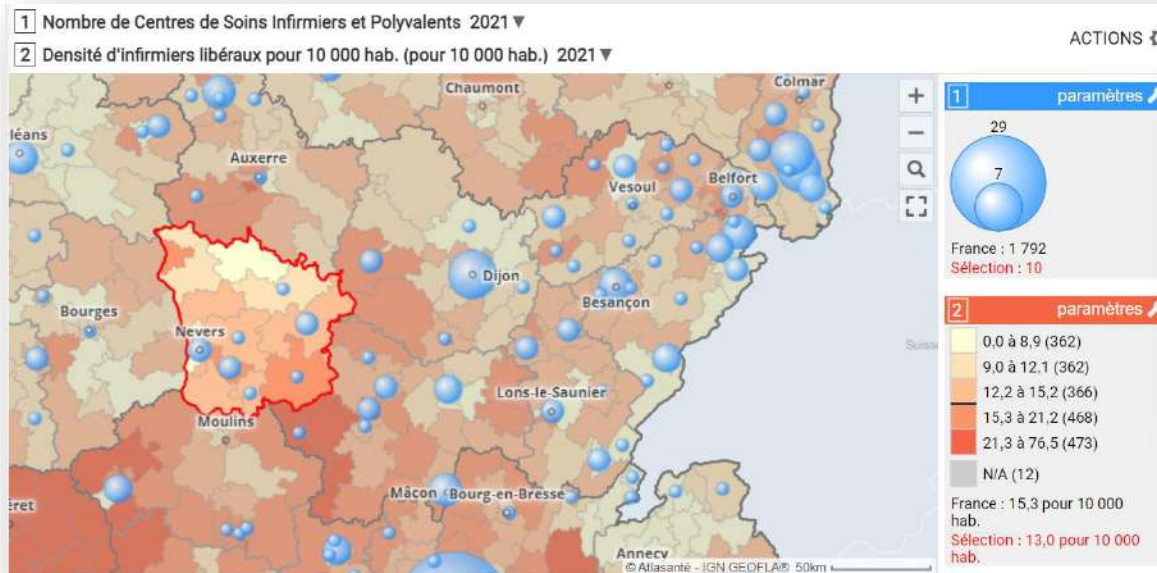 1 Nombre de Centres de Soins Infirmiers et Polyvalents 2021▼
2 Densité d'infirmiers libéraux pour 10 000 hab. (pour 10 000 hab.) 2021▼
ACTIONS
Chaumont
Colmar
léans
Auxerre
Vesoul
Belfort
Dijon
Besançon
Bourges
Nevers
Suisse
Lons-le-Saunier
Moulins
Mâcon
Bourg-en-Bresse
éret
Annecy
© Atlasanté - IGN GEOFLA® 50km
+
−
1 paramètres
29
7
France : 1 792
Sélection : 10
2 paramètres
0,0 à 8,9 (362)
9,0 à 12,1 (362)
12,2 à 15,2 (366)
15,3 à 21,2 (468)
21,3 à 76,5 (473)
N/A (12)
France : 15,3 pour 10 000
hab.
Sélection : 13,0 pour 10 000
hab.